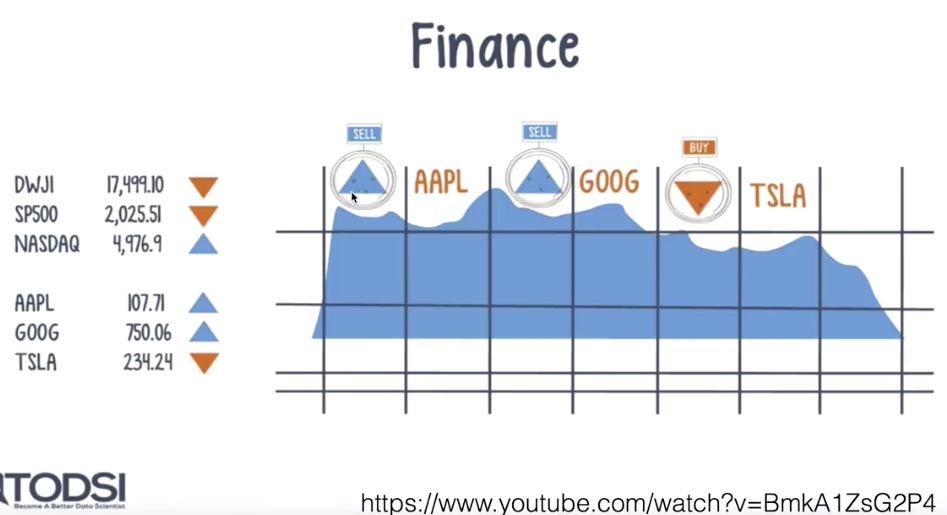 Finance
SELL
SELL
BUY
AAPL
GOOG
TSLA
DWJI 17,499.10
SP500 2,025.51
NASDAQ 4,976.9
AAPL 107.71
GOOG 750.06
TSLA 234.24
TODSI
Become A Better Data Scientist
https://www.youtube.com/watch?v=BmkA1ZsG2P4